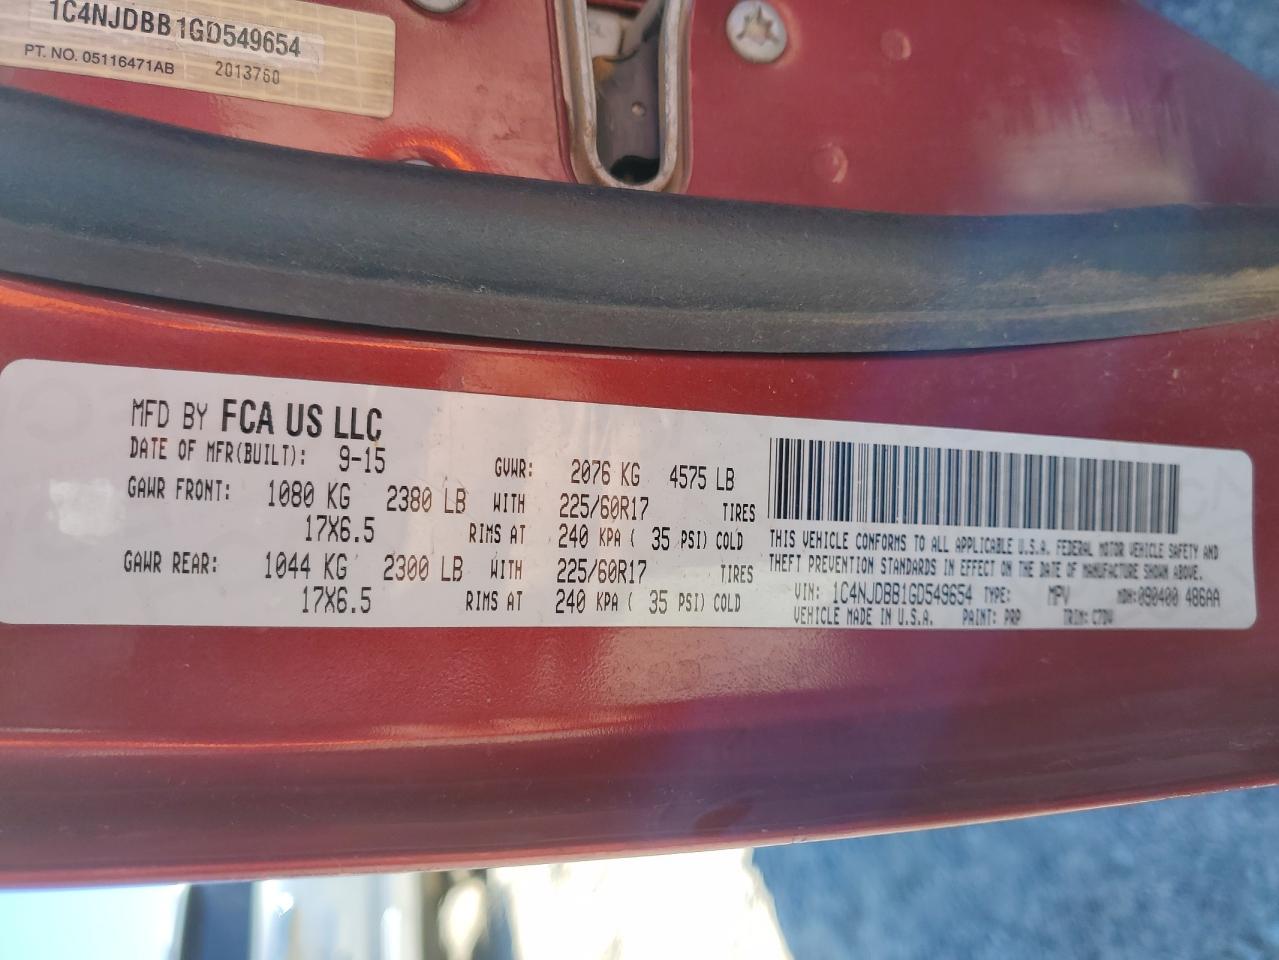 1C4NJDBB1GD549654
PT. NO. 05116471AB 2013760
MFD BY FCA US LLC
DATE OF MFR(BUILT): 9-15 GVWR: 2076 KG 4575 LB
GAWR FRONT: 1080 KG 2380 LB WITH 225/60R17 TIRES
17X6.5 RIMS AT 240 KPA ( 35 PSI) COLD
GAWR REAR: 1044 KG 2300 LB WITH 225/60R17 TIRES
17X6.5 RIMS AT 240 KPA ( 35 PSI) COLD
THIS VEHICLE CONFORMS TO ALL APPLICABLE U.S.A. FEDERAL MOTOR VEHICLE SAFETY AND
THEFT PREVENTION STANDARDS IN EFFECT ON THE DATE OF MANUFACTURE SHOWN ABOVE.
VIN: 1C4NJDBB1GD549654 TYPE: MPV MDH: 090400 486AA
VEHICLE MADE IN U.S.A. PAINT: PRP TRIM: